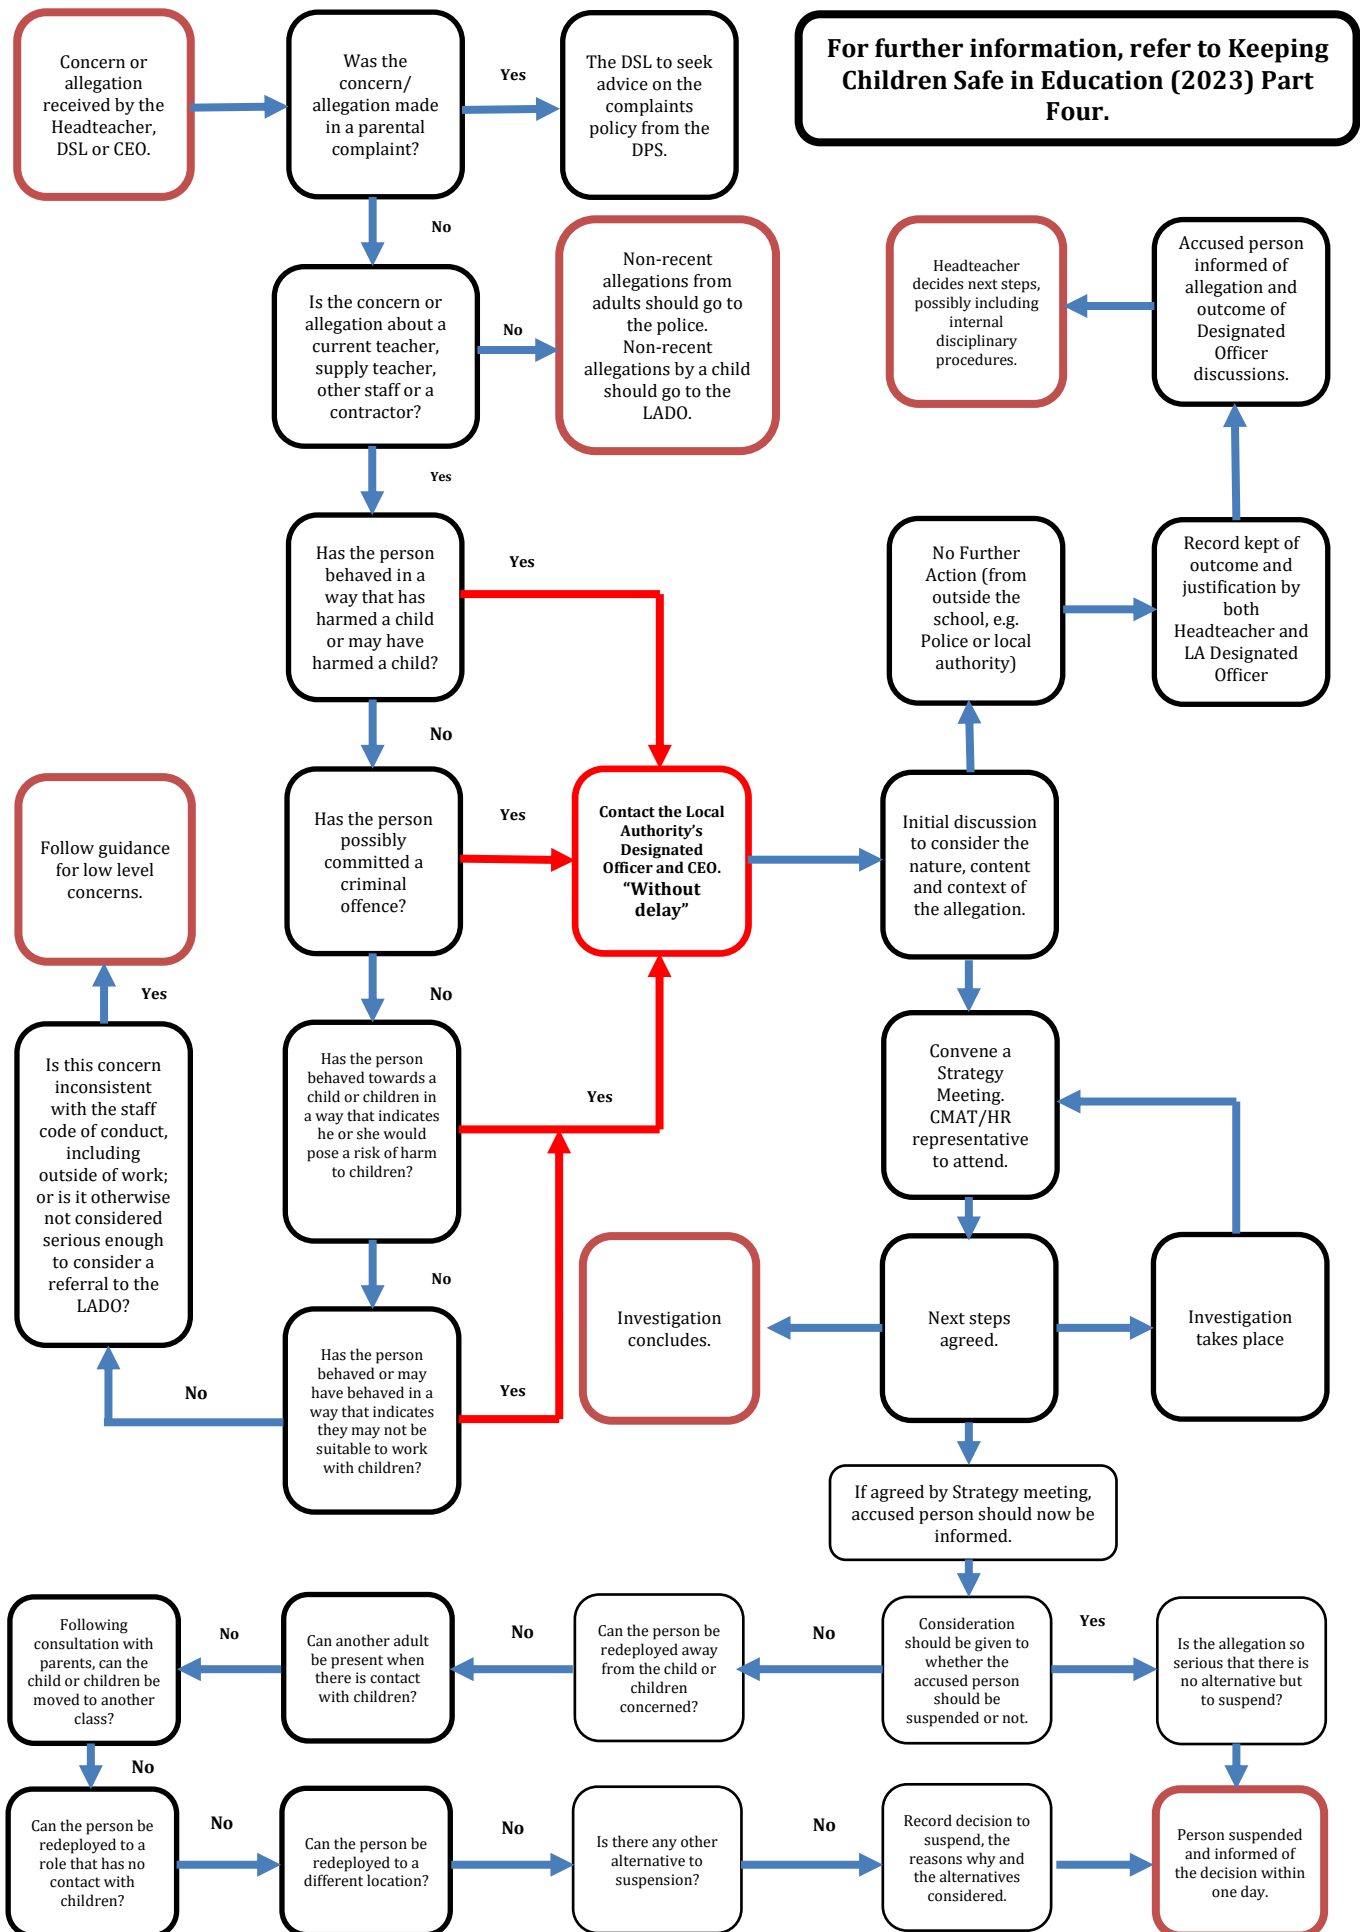 Concern or
allegation
received by the
Headteacher,
DSL or CEO.
Was the
concern/
allegation made
in a parental
complaint?
Yes
The DSL to seek
advice on the
complaints
policy from the
DPS.
For further information, refer to Keeping
Children Safe in Education (2023) Part
Four.
No
Is the concern or
allegation about a
current teacher,
supply teacher,
other staff or a
contractor?
No
Non-recent
allegations from
adults should go to
the police.
Non-recent
allegations by a child
should go to the
LADO.
Headteacher
decides next steps,
possibly including
internal
disciplinary
procedures.
Accused person
informed of
allegation and
outcome of
Designated
Officer
discussions.
Yes
Has the person
behaved in a
way that has
harmed a child
or may have
harmed a child?
Yes
No Further
Action (from
outside the
school, e.g.
Police or local
authority)
Record kept of
outcome and
justification by
both
Headteacher and
LA Designated
Officer
No
Follow guidance
for low level
concerns.
Has the person
possibly
committed a
criminal
offence?
Yes
Contact the Local
Authority’s
Designated
Officer and CEO.
“Without
delay”
Initial discussion
to consider the
nature, content
and context of
the allegation.
Yes
No
Is this concern
inconsistent
with the staff
code of conduct,
including
outside of work;
or is it otherwise
not considered
serious enough
to consider a
referral to the
LADO?
Has the person
behaved towards a
child or children in
a way that indicates
he or she would
pose a risk of harm
to children?
Yes
Convene a
Strategy
Meeting.
CMAT/HR
representative
to attend.
No
Has the person
behaved or may
have behaved in a
way that indicates
they may not be
suitable to work
with children?
No
Yes
Investigation
concludes.
Next steps
agreed.
Investigation
takes place
If agreed by Strategy meeting,
accused person should now be
informed.
Following
consultation with
parents, can the
child or children be
moved to another
class?
No
Can another adult
be present when
there is contact
with children?
No
Can the person be
redeployed away
from the child or
children
concerned?
No
Consideration
should be given to
whether the
accused person
should be
suspended or not.
Yes
Is the allegation so
serious that there is
no alternative but
to suspend?
No
Can the person be
redeployed to a
role that has no
contact with
children?
No
Can the person be
redeployed to a
different location?
No
Is there any other
alternative to
suspension?
No
Record decision to
suspend, the
reasons why and
the alternatives
considered.
Person suspended
and informed of
the decision within
one day.